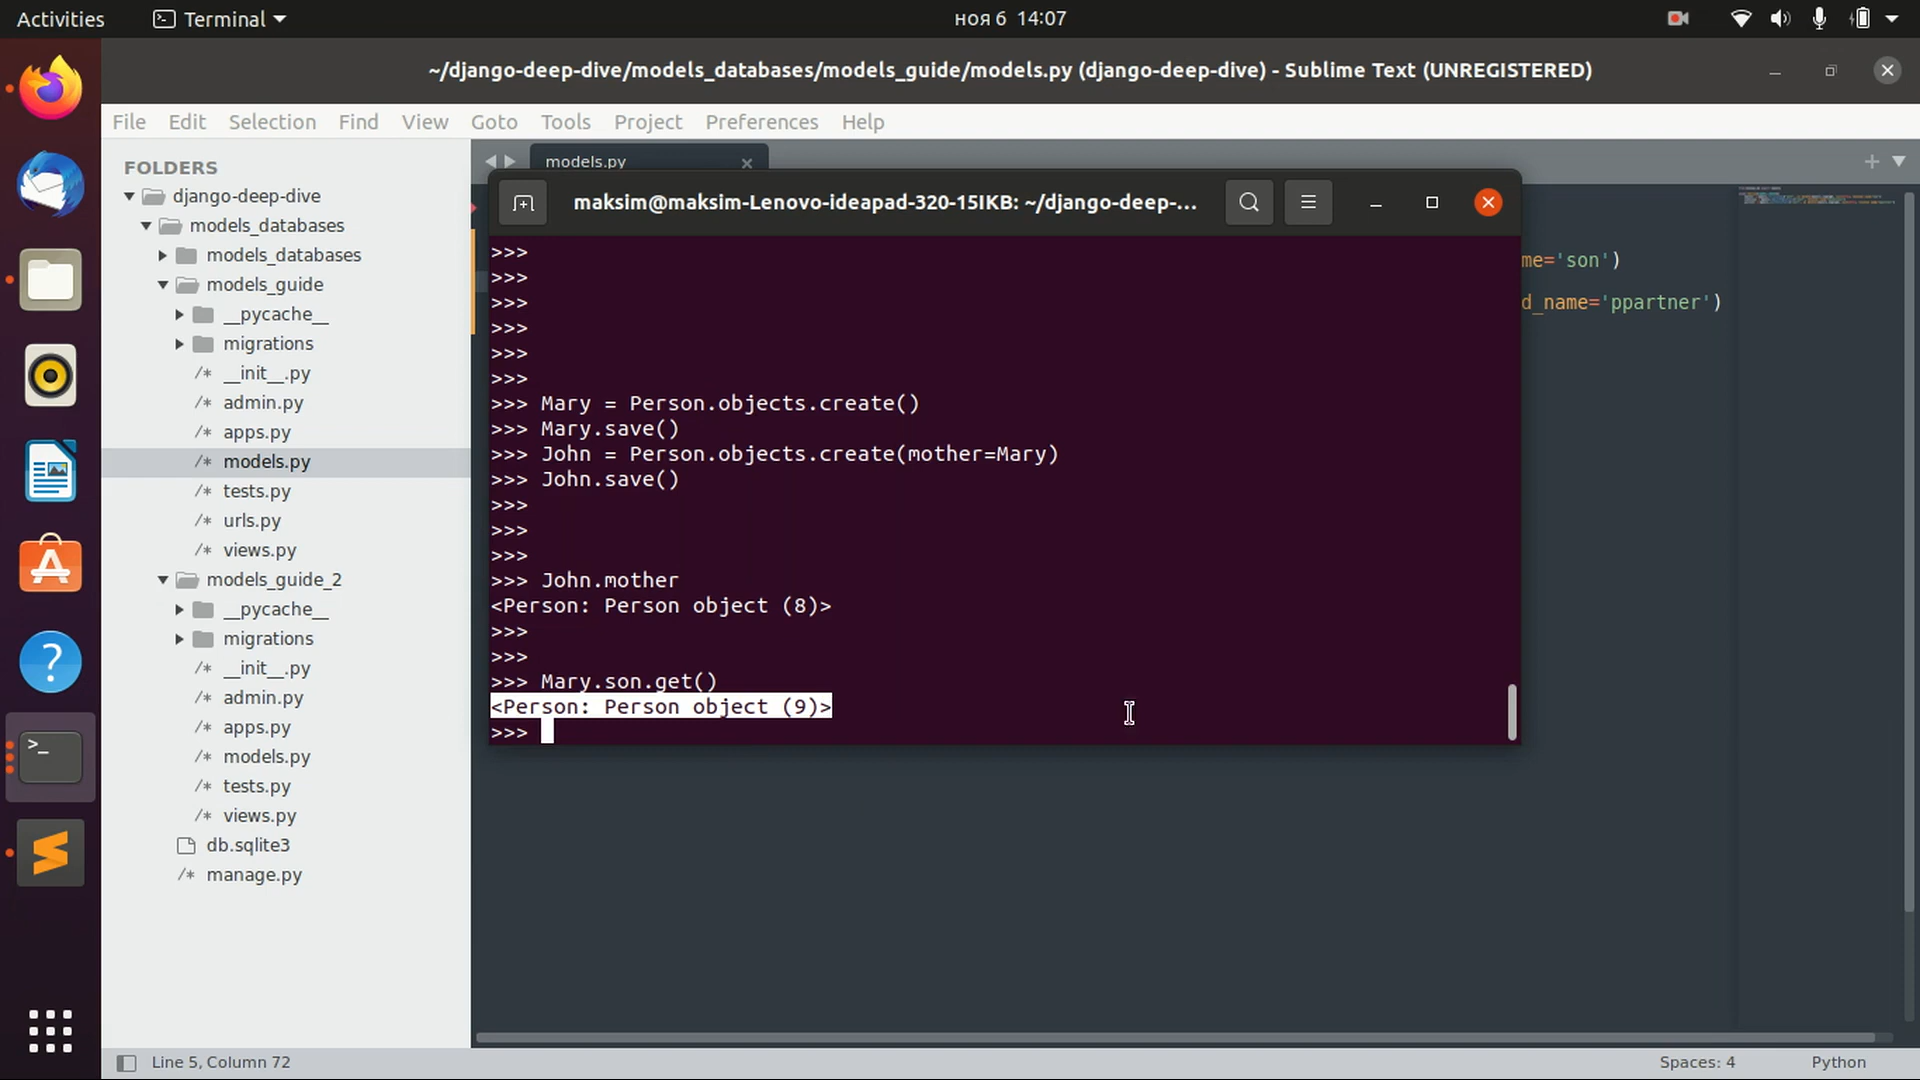 Activities Terminal ноя 6 14:07
~/django-deep-dive/models_databases/models_guide/models.py (django-deep-dive) - Sublime Text (UNREGISTERED)
File Edit Selection Find View Goto Tools Project Preferences Help
FOLDERS
django-deep-dive
models_databases
models_databases
models_guide
__pycache__
migrations
/* __init__.py
/* admin.py
/* apps.py
/* models.py
/* tests.py
/* urls.py
/* views.py
models_guide_2
__pycache__
migrations
/* __init__.py
/* admin.py
/* apps.py
/* models.py
/* tests.py
/* views.py
db.sqlite3
/* manage.py
models.py
me='son')
d_name='ppartner')
maksim@maksim-Lenovo-ideapad-320-15IKB: ~/django-deep-...
>>>
>>>
>>>
>>>
>>>
>>>
>>> Mary = Person.objects.create()
>>> Mary.save()
>>> John = Person.objects.create(mother=Mary)
>>> John.save()
>>>
>>>
>>>
>>> John.mother
<Person: Person object (8)>
>>>
>>>
>>> Mary.son.get()
<Person: Person object (9)>
>>>
Line 5, Column 72 Spaces: 4 Python